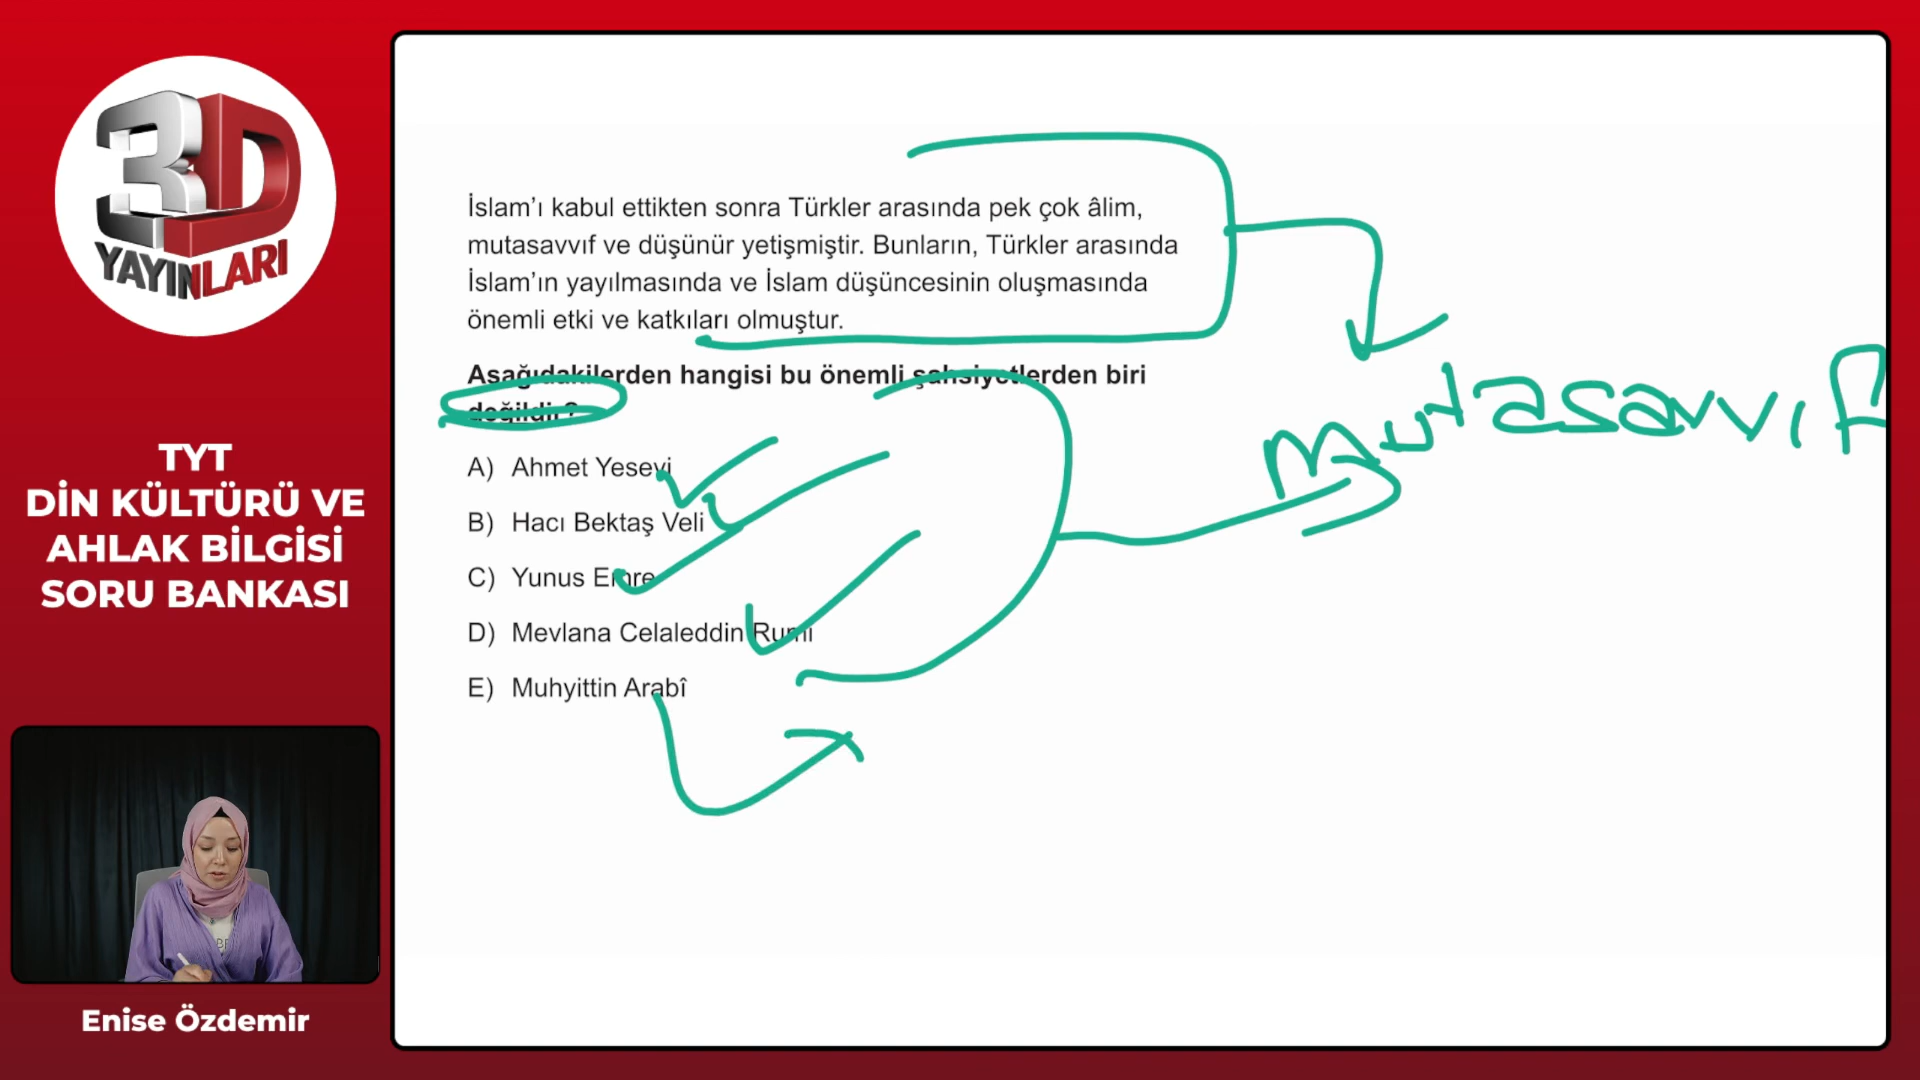 3D
YAYINLARI
TYT
DİN KÜLTÜRÜ VE
AHLAK BİLGİSİ
SORU BANKASI
Enise Özdemir
İslam’ı kabul ettikten sonra Türkler arasında pek çok âlim,
mutasavvıf ve düşünür yetişmiştir. Bunların, Türkler arasında
İslam’ın yayılmasında ve İslam düşüncesinin oluşmasında
önemli etki ve katkıları olmuştur.
Aşağıdakilerden hangisi bu önemli şahsiyetlerden biri
değildir?
A) Ahmet Yesevi
B) Hacı Bektaş Veli
C) Yunus Emre
D) Mevlana Celaleddin Rumi
E) Muhyittin Arabî
mutasavvıf